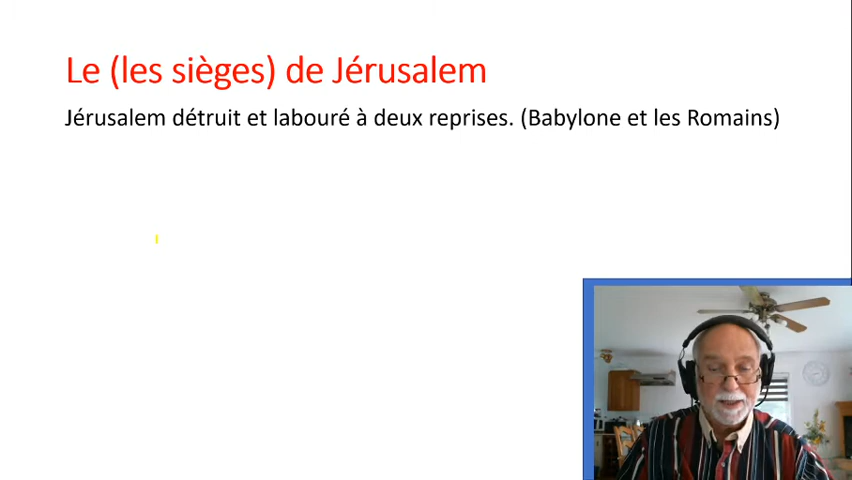 Le (les sièges) de Jérusalem
Jérusalem détruit et labouré à deux reprises. (Babylone et les Romains)